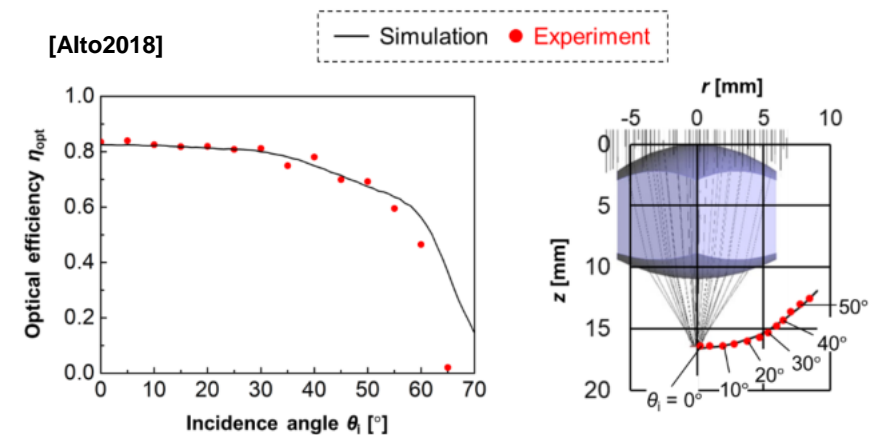 [Alto2018]
Simulation Experiment
Optical efficiency ηopt
1.0
0.8
0.6
0.4
0.2
0.0
0 10 20 30 40 50 60 70
Incidence angle θi [°]
r [mm]
-5 0 5 10
z [mm]
0
5
10
15
20
50°
40°
30°
20°
10°
θi = 0°